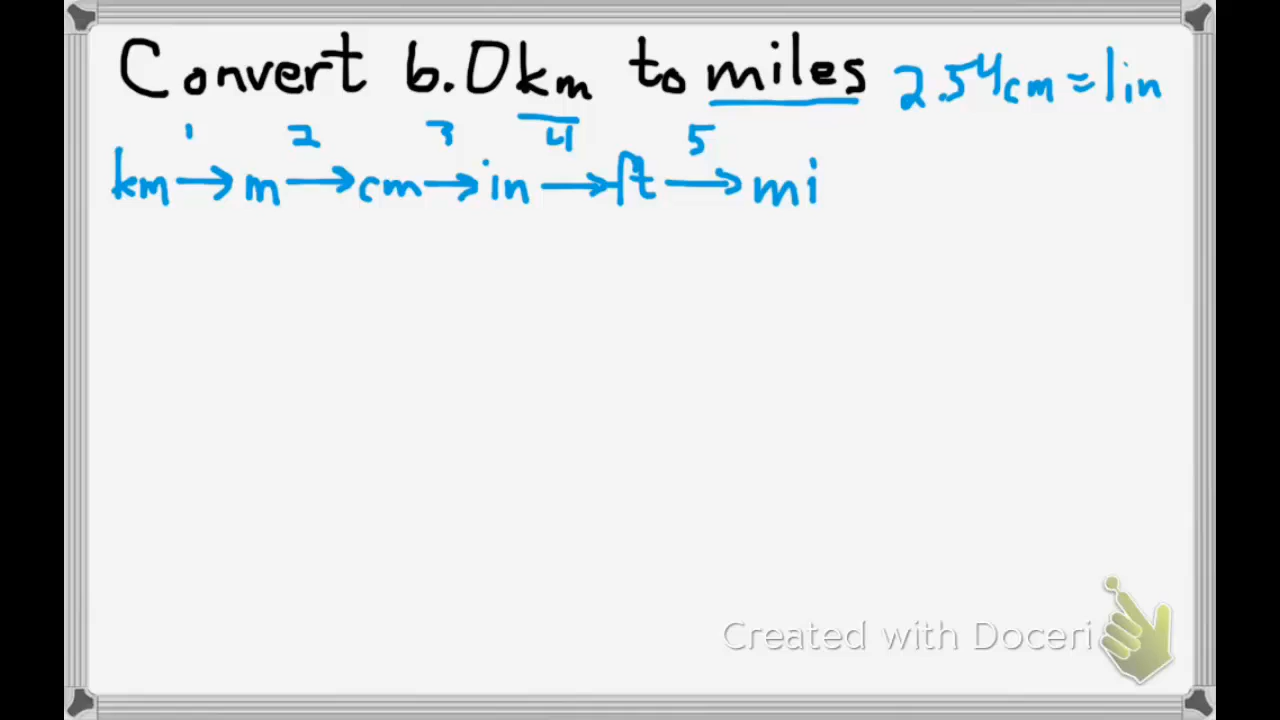 Convert 6.0km to miles 2.54cm=1in
1 2 3 4 5
km→m→cm→in→ft→mi
Created with Doceri